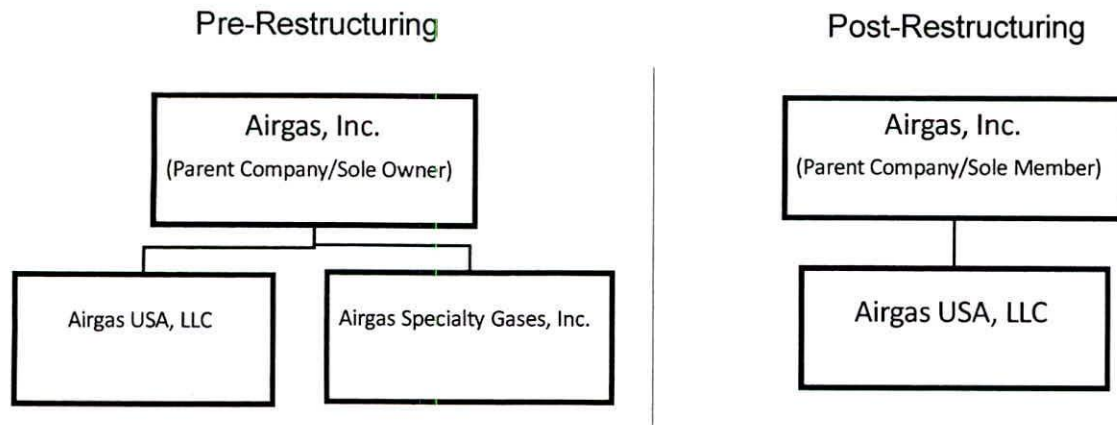 Pre-Restructuring
Airgas, Inc.
(Parent Company/Sole Owner)
Airgas USA, LLC
Airgas Specialty Gases, Inc.
Post-Restructuring
Airgas, Inc.
(Parent Company/Sole Member)
Airgas USA, LLC